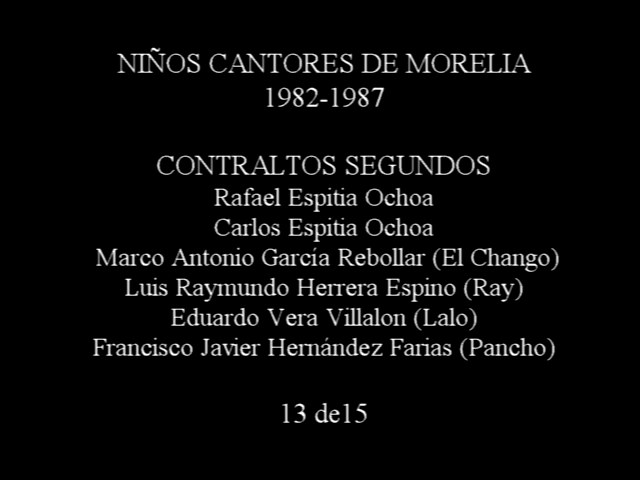 NIÑOS CANTORES DE MORELIA
1982-1987
CONTRALTOS SEGUNDOS
Rafael Espitia Ochoa
Carlos Espitia Ochoa
Marco Antonio García Rebollar (El Chango)
Luis Raymundo Herrera Espino (Ray)
Eduardo Vera Villalon (Lalo)
Francisco Javier Hernández Farias (Pancho)
13 de15